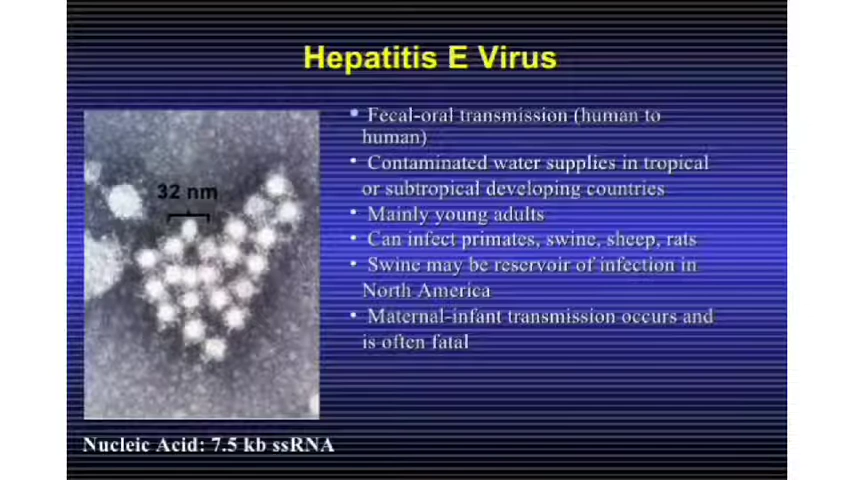 Hepatitis E Virus
32 nm
• Fecal-oral transmission (human to
human)
• Contaminated water supplies in tropical
or subtropical developing countries
• Mainly young adults
• Can infect primates, swine, sheep, rats
• Swine may be reservoir of infection in
North America
• Maternal-infant transmission occurs and
is often fatal
Nucleic Acid: 7.5 kb ssRNA